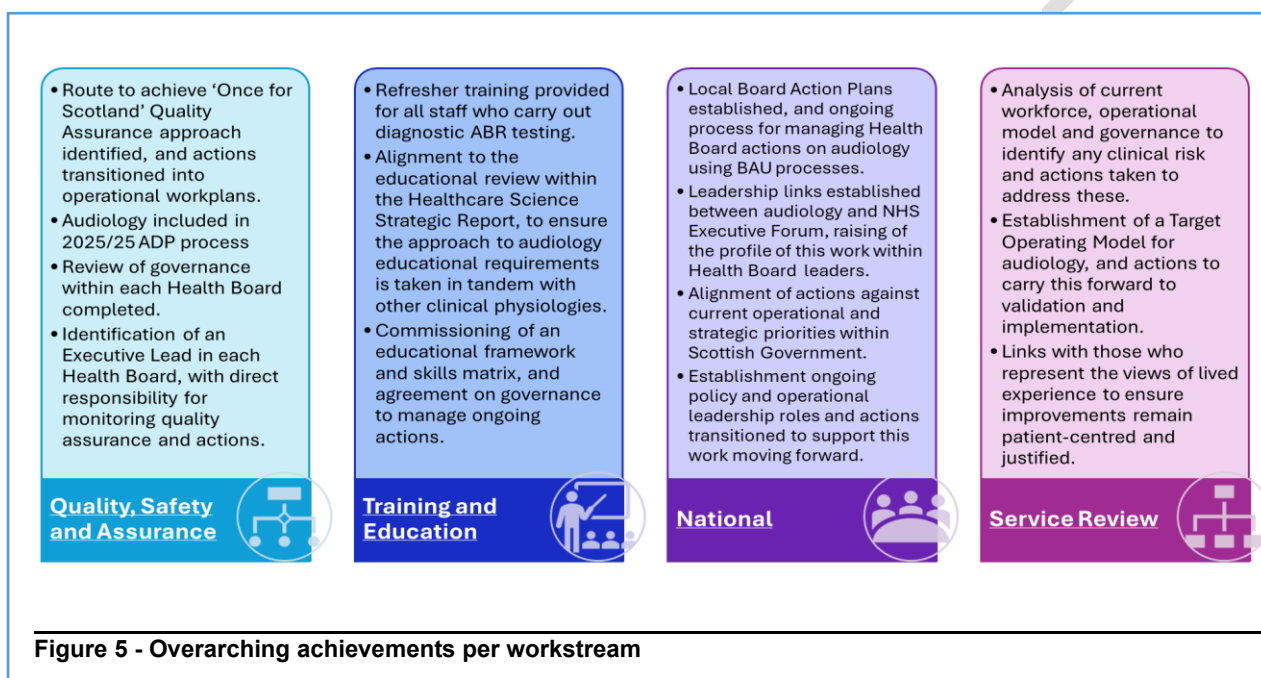 • Route to achieve ‘Once for
Scotland’ Quality
Assurance approach
identified, and actions
transitioned into
operational workplans.
• Audiology included in
2025/25 ADP process
• Review of governance
within each Health Board
completed.
• Identification of an
Executive Lead in each
Health Board, with direct
responsibility for
monitoring quality
assurance and actions.
Quality, Safety
and Assurance
• Refresher training provided
for all staff who carry out
diagnostic ABR testing.
• Alignment to the
educational review within
the Healthcare Science
Strategic Report, to ensure
the approach to audiology
educational requirements
is taken in tandem with
other clinical physiologies.
• Commissioning of an
educational framework
and skills matrix, and
agreement on governance
to manage ongoing
actions.
Training and
Education
• Local Board Action Plans
established, and ongoing
process for managing Health
Board actions on audiology
using BAU processes.
• Leadership links established
between audiology and NHS
Executive Forum, raising of
the profile of this work within
Health Board leaders.
• Alignment of actions against
current operational and
strategic priorities within
Scottish Government.
• Establishment ongoing
policy and operational
leadership roles and actions
transitioned to support this
work moving forward.
National
• Analysis of current
workforce, operational
model and governance to
identify any clinical risk
and actions taken to
address these.
• Establishment of a Target
Operating Model for
audiology, and actions to
carry this forward to
validation and
implementation.
• Links with those who
represent the views of lived
experience to ensure
improvements remain
patient-centred and
justified.
Service Review
Figure 5 - Overarching achievements per workstream